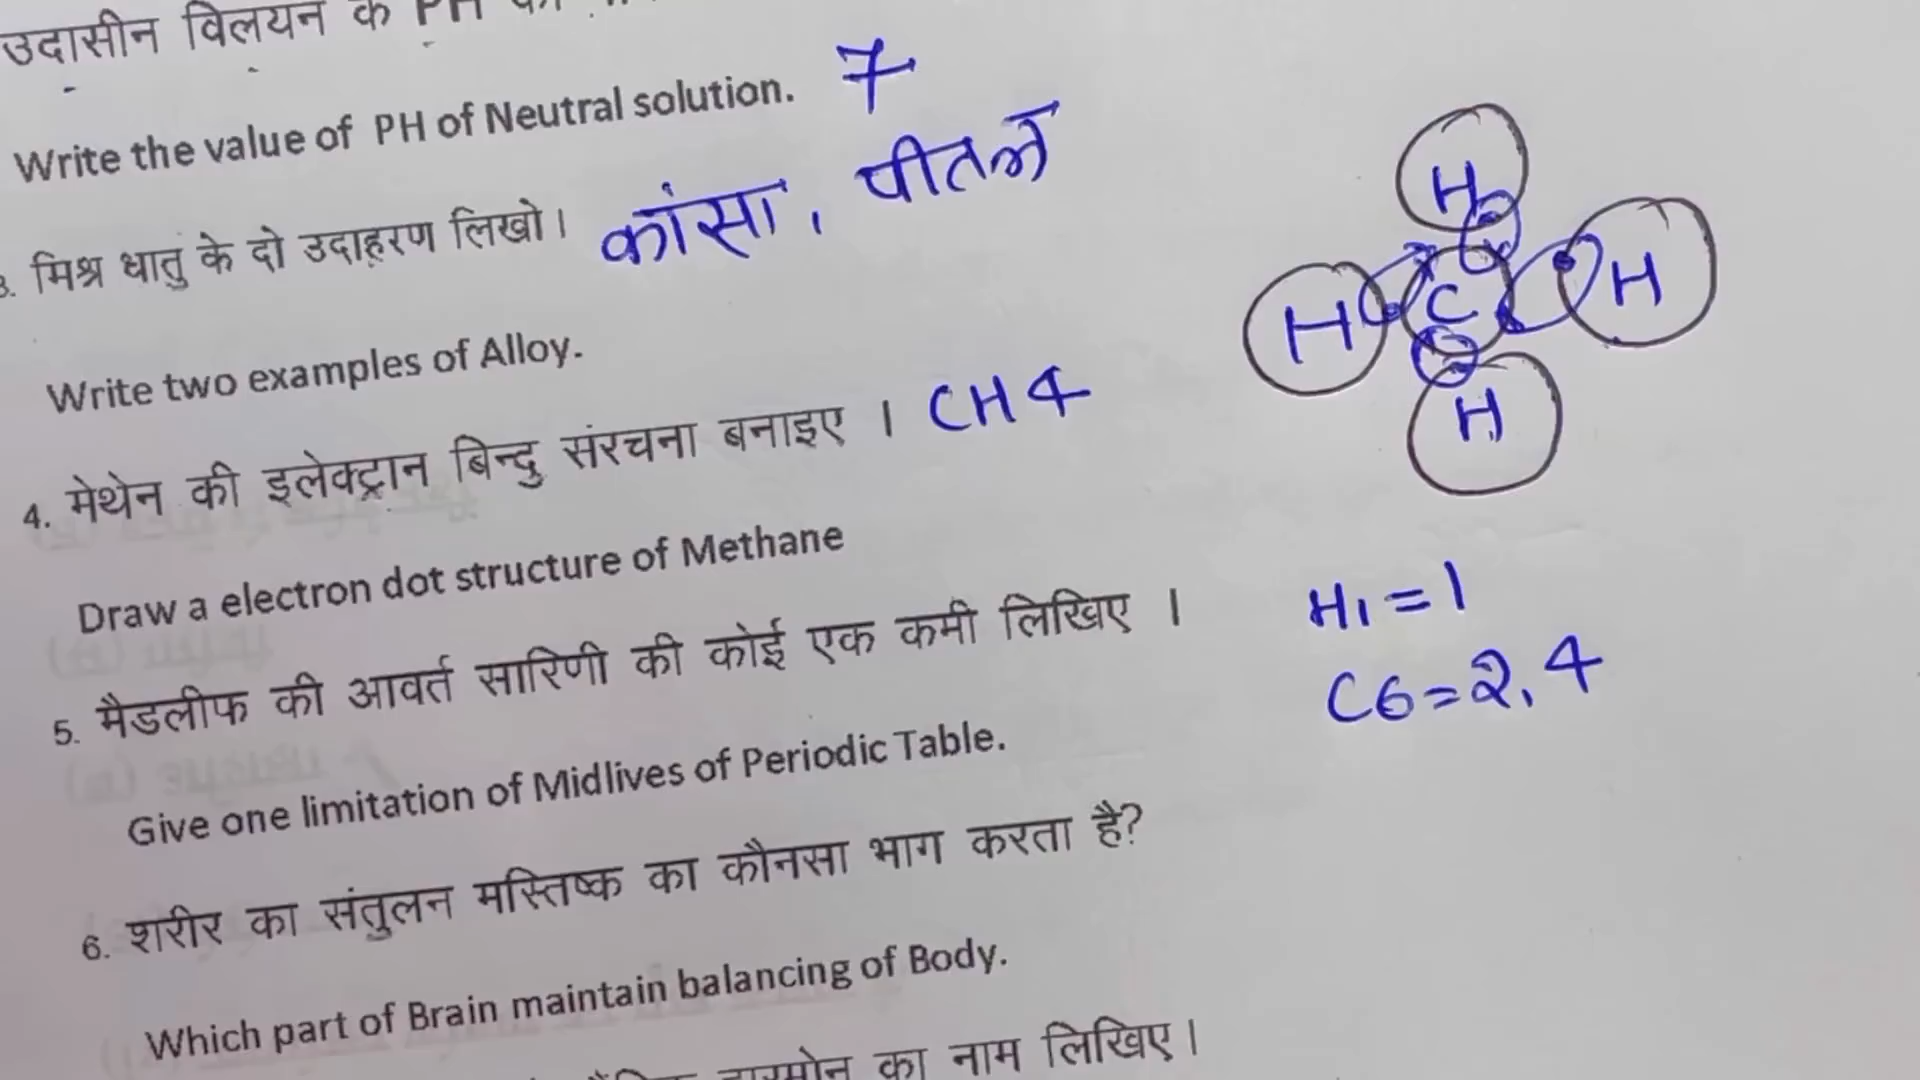 उदासीन विलयन के PH
Write the value of PH of Neutral solution. 7
3. मिश्र धातु के दो उदाहरण लिखो। कांसा, पीतल
Write two examples of Alloy.
4. मेथेन की इलेक्ट्रान बिन्दु संरचना बनाइए । CH4
H
H C H
H
Draw a electron dot structure of Methane
H1 = 1
5. मैडलीफ की आवर्त सारिणी की कोई एक कमी लिखिए ।
C6 = 2, 4
Give one limitation of Midlives of Periodic Table.
6. शरीर का संतुलन मस्तिष्क का कौनसा भाग करता है?
Which part of Brain maintain balancing of Body.
का नाम लिखिए।